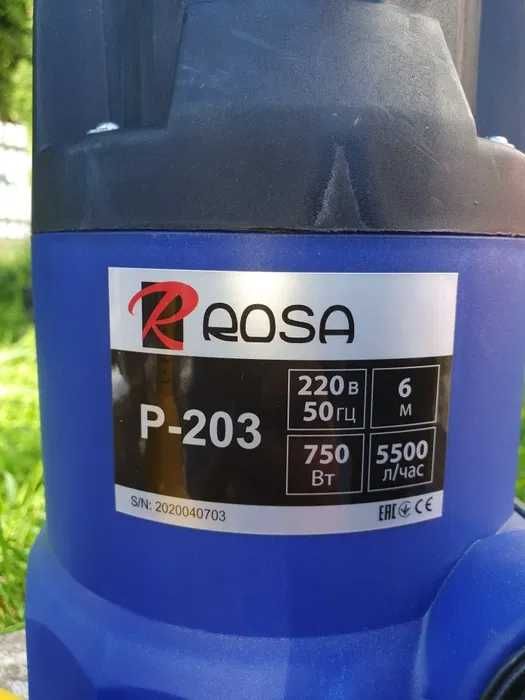 R ROSA
P-203
220 В
50 ГЦ
6
М
750
Вт
5500
л/час
S/N: 2020040703
EAC CE